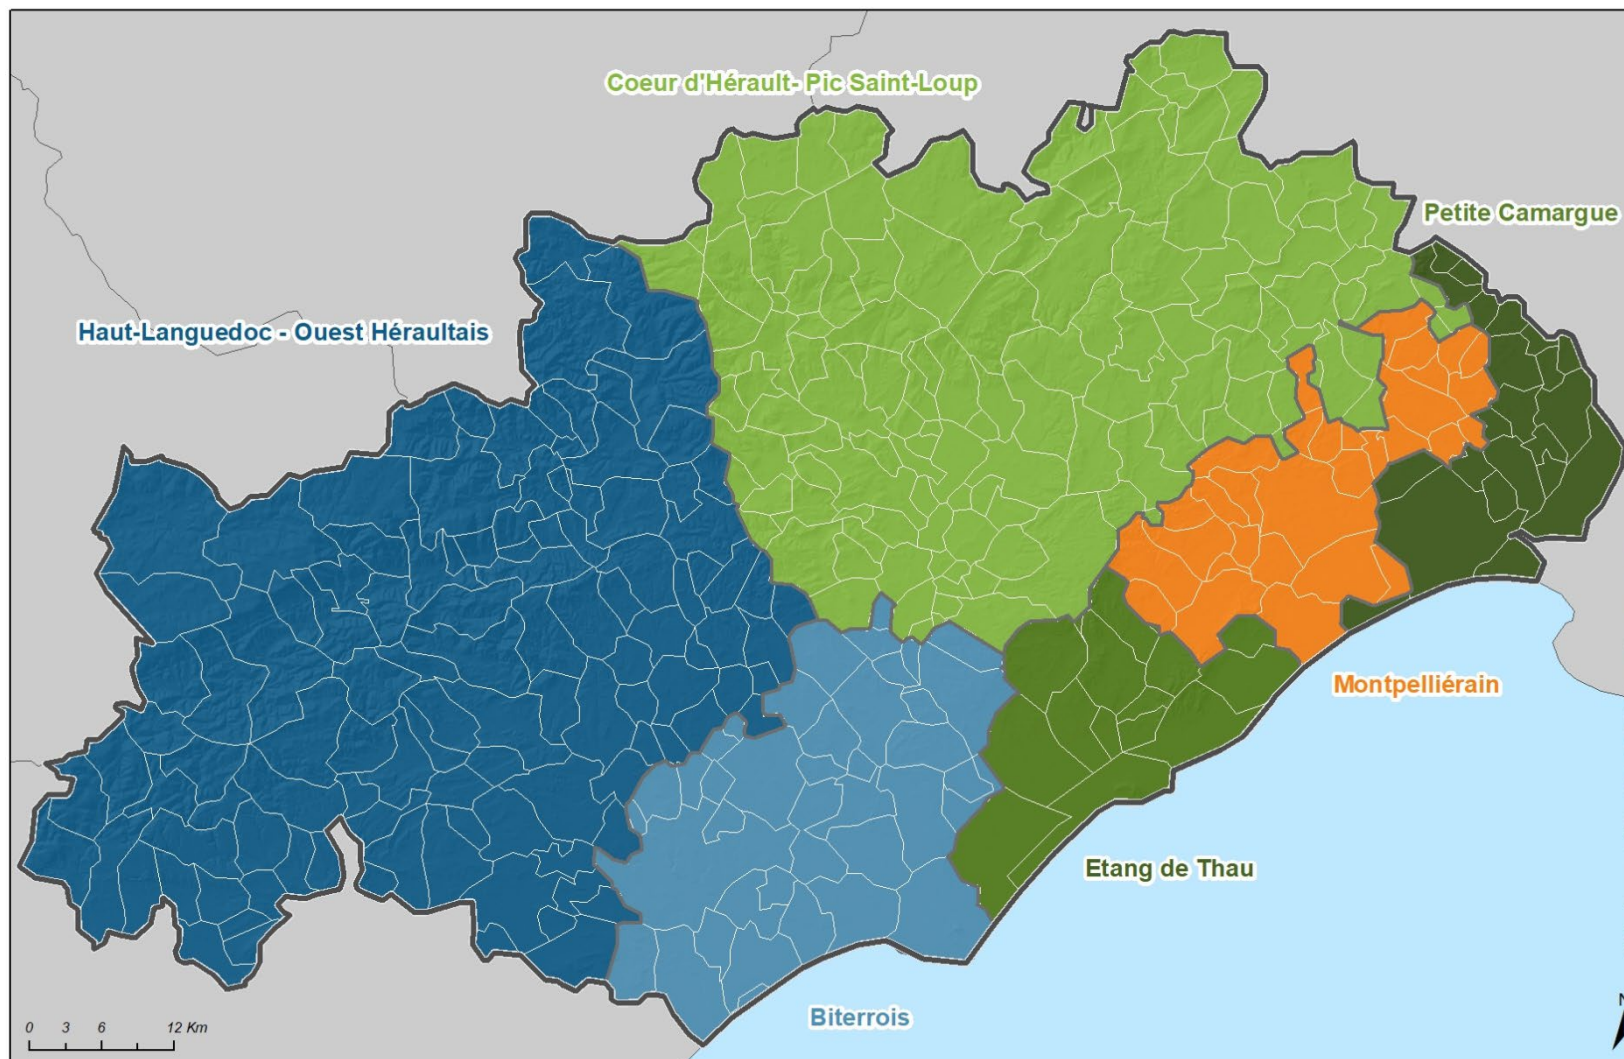 Coeur d'Hérault- Pic Saint-Loup
Petite Camargue
Haut-Languedoc - Ouest Héraultais
Montpelliérain
Etang de Thau
Biterrois
0 3 6 12 Km
N